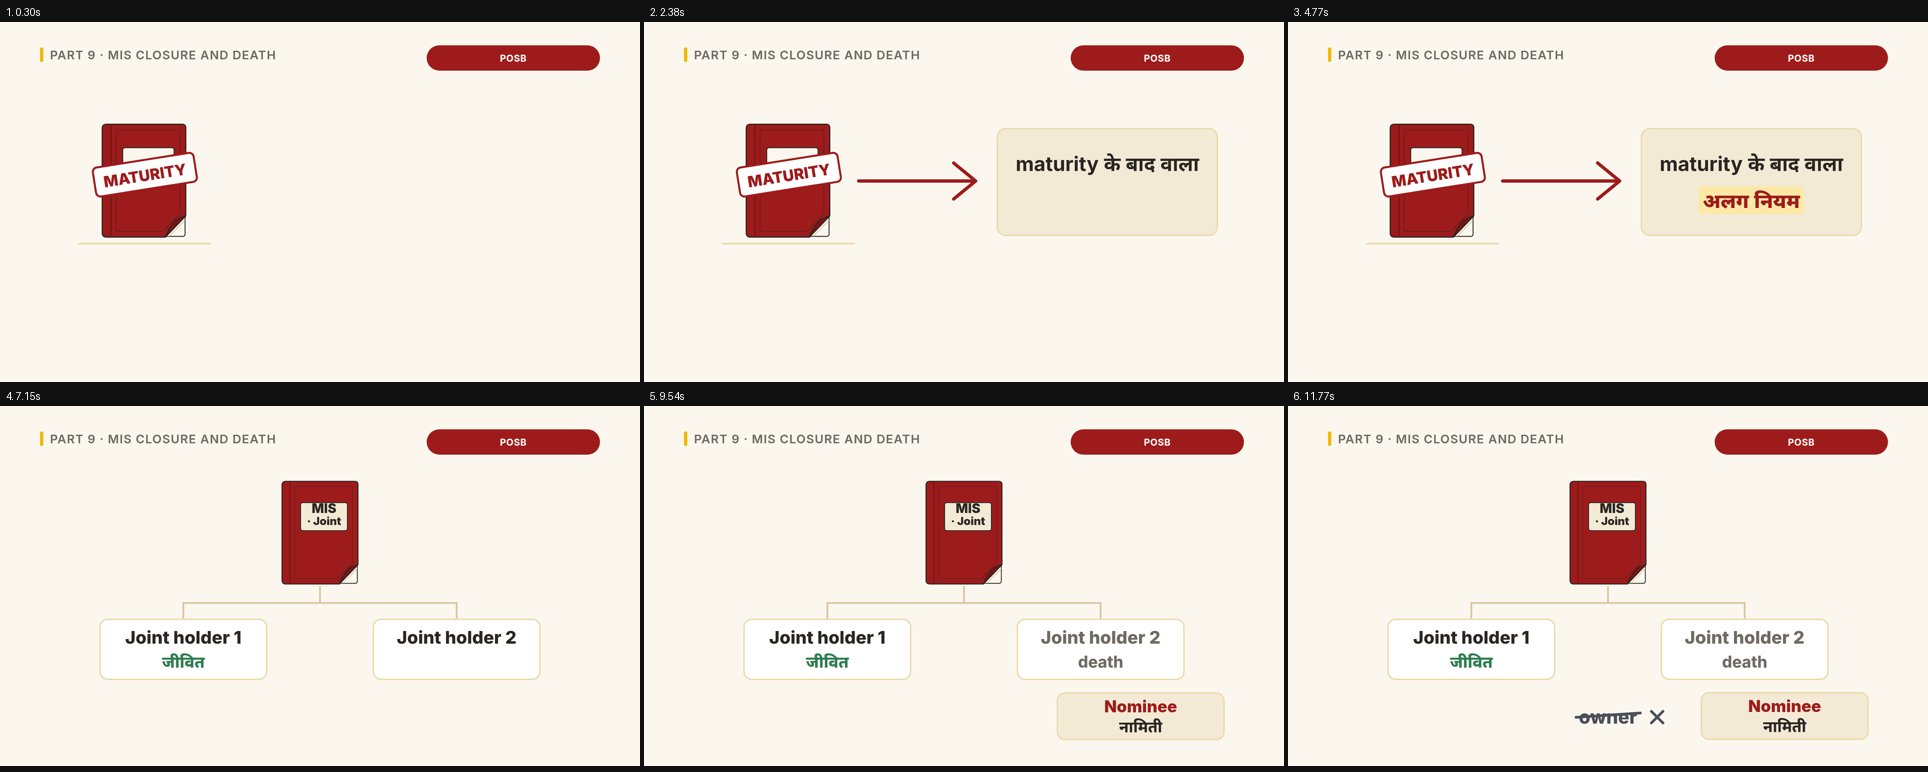 1. 0.30s
PART 9 · MIS CLOSURE AND DEATH
POSB
MATURITY
2. 2.38s
PART 9 · MIS CLOSURE AND DEATH
POSB
MATURITY
maturity के बाद वाला
3. 4.77s
PART 9 · MIS CLOSURE AND DEATH
POSB
MATURITY
maturity के बाद वाला
अलग नियम
4. 7.15s
PART 9 · MIS CLOSURE AND DEATH
POSB
MIS
· Joint
Joint holder 1
जीवित
Joint holder 2
5. 9.54s
PART 9 · MIS CLOSURE AND DEATH
POSB
MIS
· Joint
Joint holder 1
जीवित
Joint holder 2
death
Nominee
नामिती
6. 11.77s
PART 9 · MIS CLOSURE AND DEATH
POSB
MIS
· Joint
Joint holder 1
जीवित
Joint holder 2
death
owner ×
Nominee
नामिती